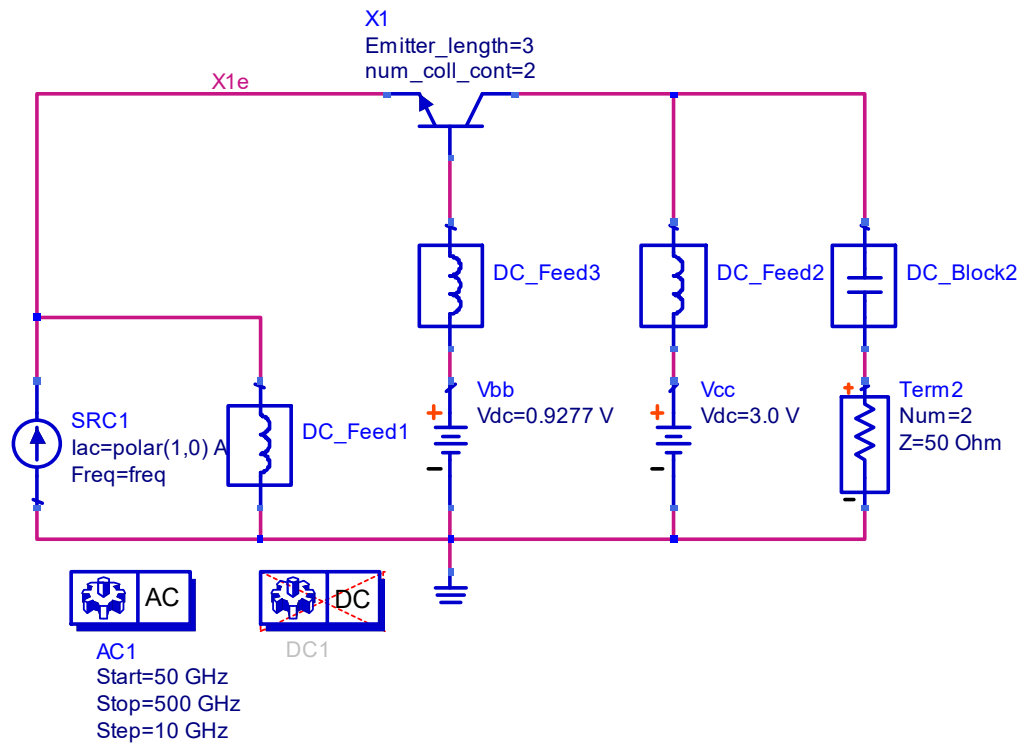 X1
Emitter_length=3
num_coll_cont=2
X1e
DC_Feed3
DC_Feed2
DC_Block2
SRC1
Iac=polar(1,0) A
Freq=freq
DC_Feed1
Vbb
Vdc=0.9277 V
Vcc
Vdc=3.0 V
Term2
Num=2
Z=50 Ohm
AC
DC
AC1
Start=50 GHz
Stop=500 GHz
Step=10 GHz
DC1